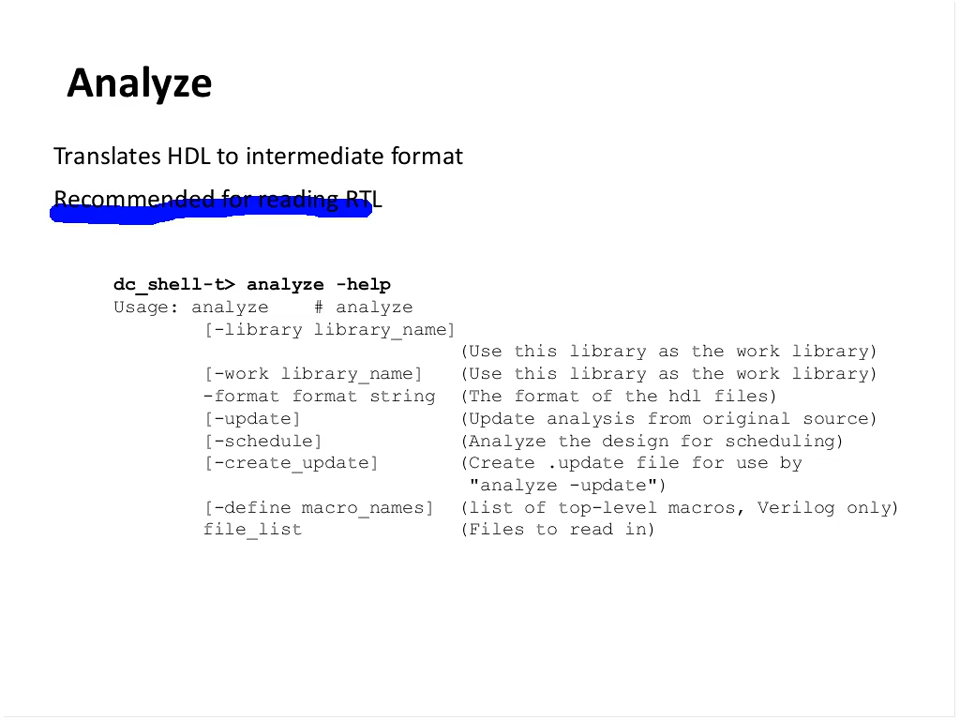 Analyze
Translates HDL to intermediate format
Recommended for reading RTL
dc_shell-t> analyze -help
Usage: analyze    # analyze
        [-library library_name]
                               (Use this library as the work library)
        [-work library_name]   (Use this library as the work library)
        -format format string  (The format of the hdl files)
        [-update]              (Update analysis from original source)
        [-schedule]            (Analyze the design for scheduling)
        [-create_update]       (Create .update file for use by
                                "analyze -update")
        [-define macro_names]  (list of top-level macros, Verilog only)
        file_list              (Files to read in)